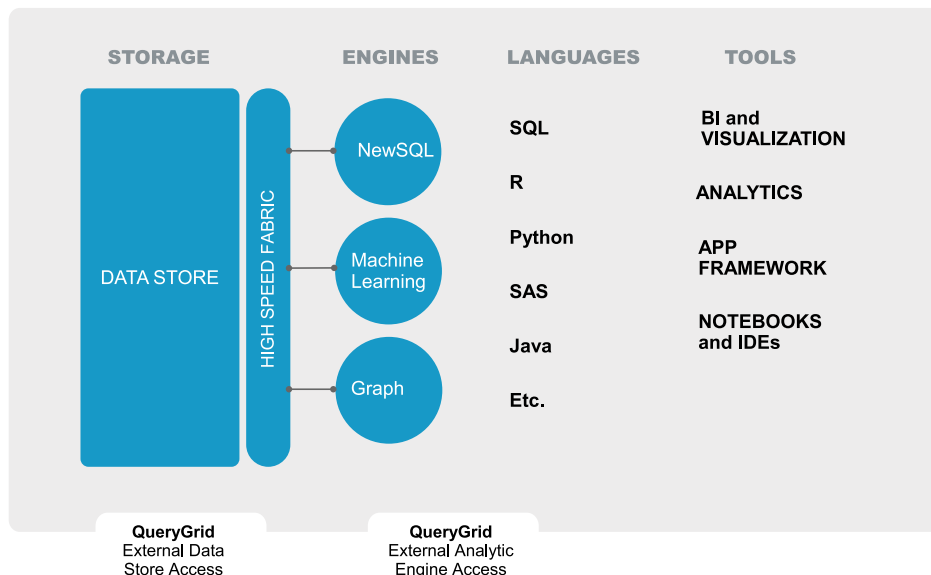 STORAGE
ENGINES
LANGUAGES
TOOLS
DATA STORE
HIGH SPEED FABRIC
NewSQL
Machine
Learning
Graph
SQL
R
Python
SAS
Java
Etc.
BI and
VISUALIZATION
ANALYTICS
APP
FRAMEWORK
NOTEBOOKS
and IDEs
QueryGrid
External Data
Store Access
QueryGrid
External Analytic
Engine Access